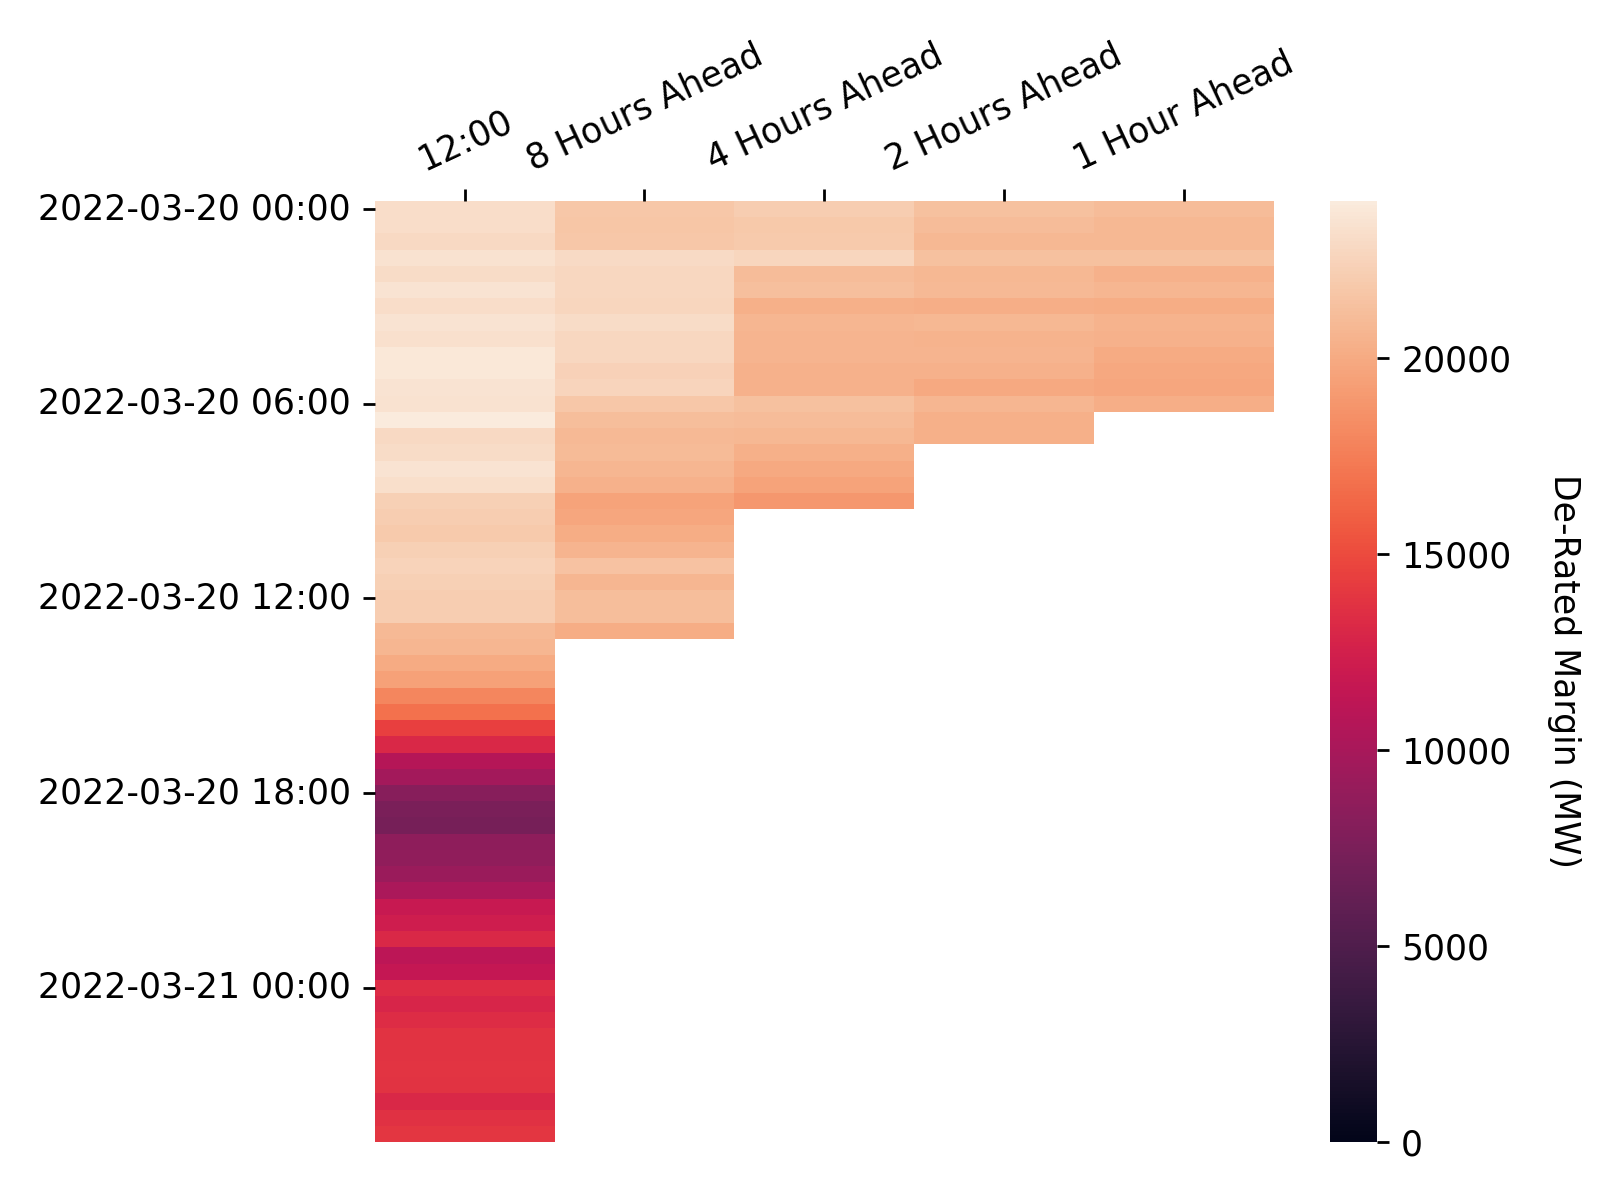 12:00
8 Hours Ahead
4 Hours Ahead
2 Hours Ahead
1 Hour Ahead
2022-03-20 00:00
2022-03-20 06:00
2022-03-20 12:00
2022-03-20 18:00
2022-03-21 00:00
20000
15000
10000
5000
0
De-Rated Margin (MW)